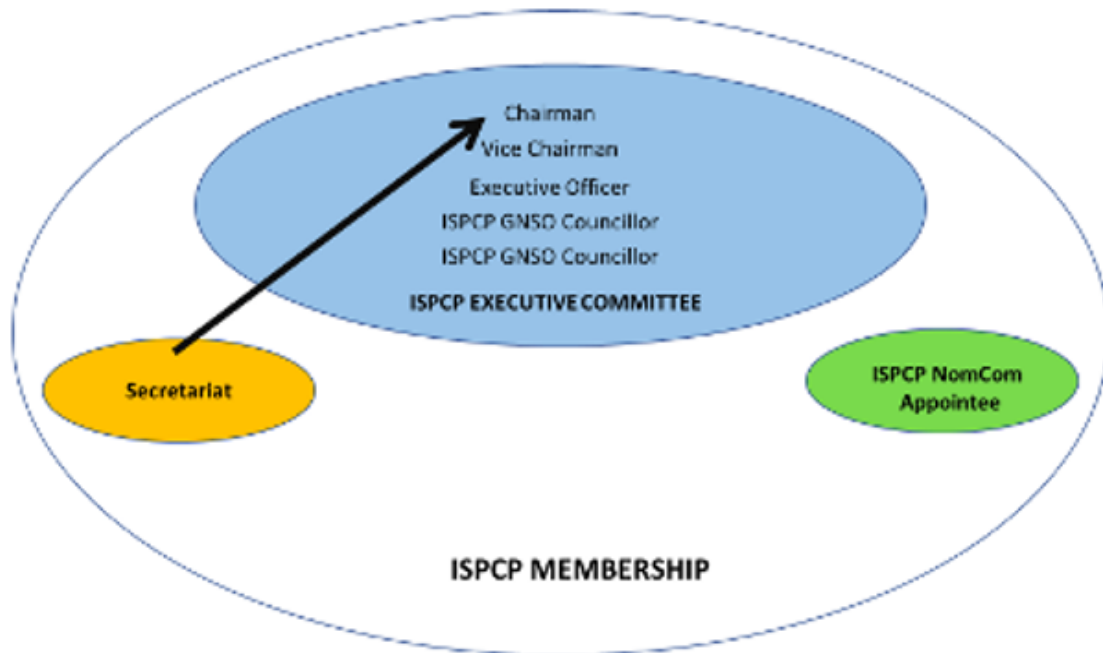 Chairman
Vice Chairman
Executive Officer
ISPCP GNSO Councillor
ISPCP GNSO Councillor
ISPCP EXECUTIVE COMMITTEE
Secretariat
ISPCP NomCom
Appointee
ISPCP MEMBERSHIP